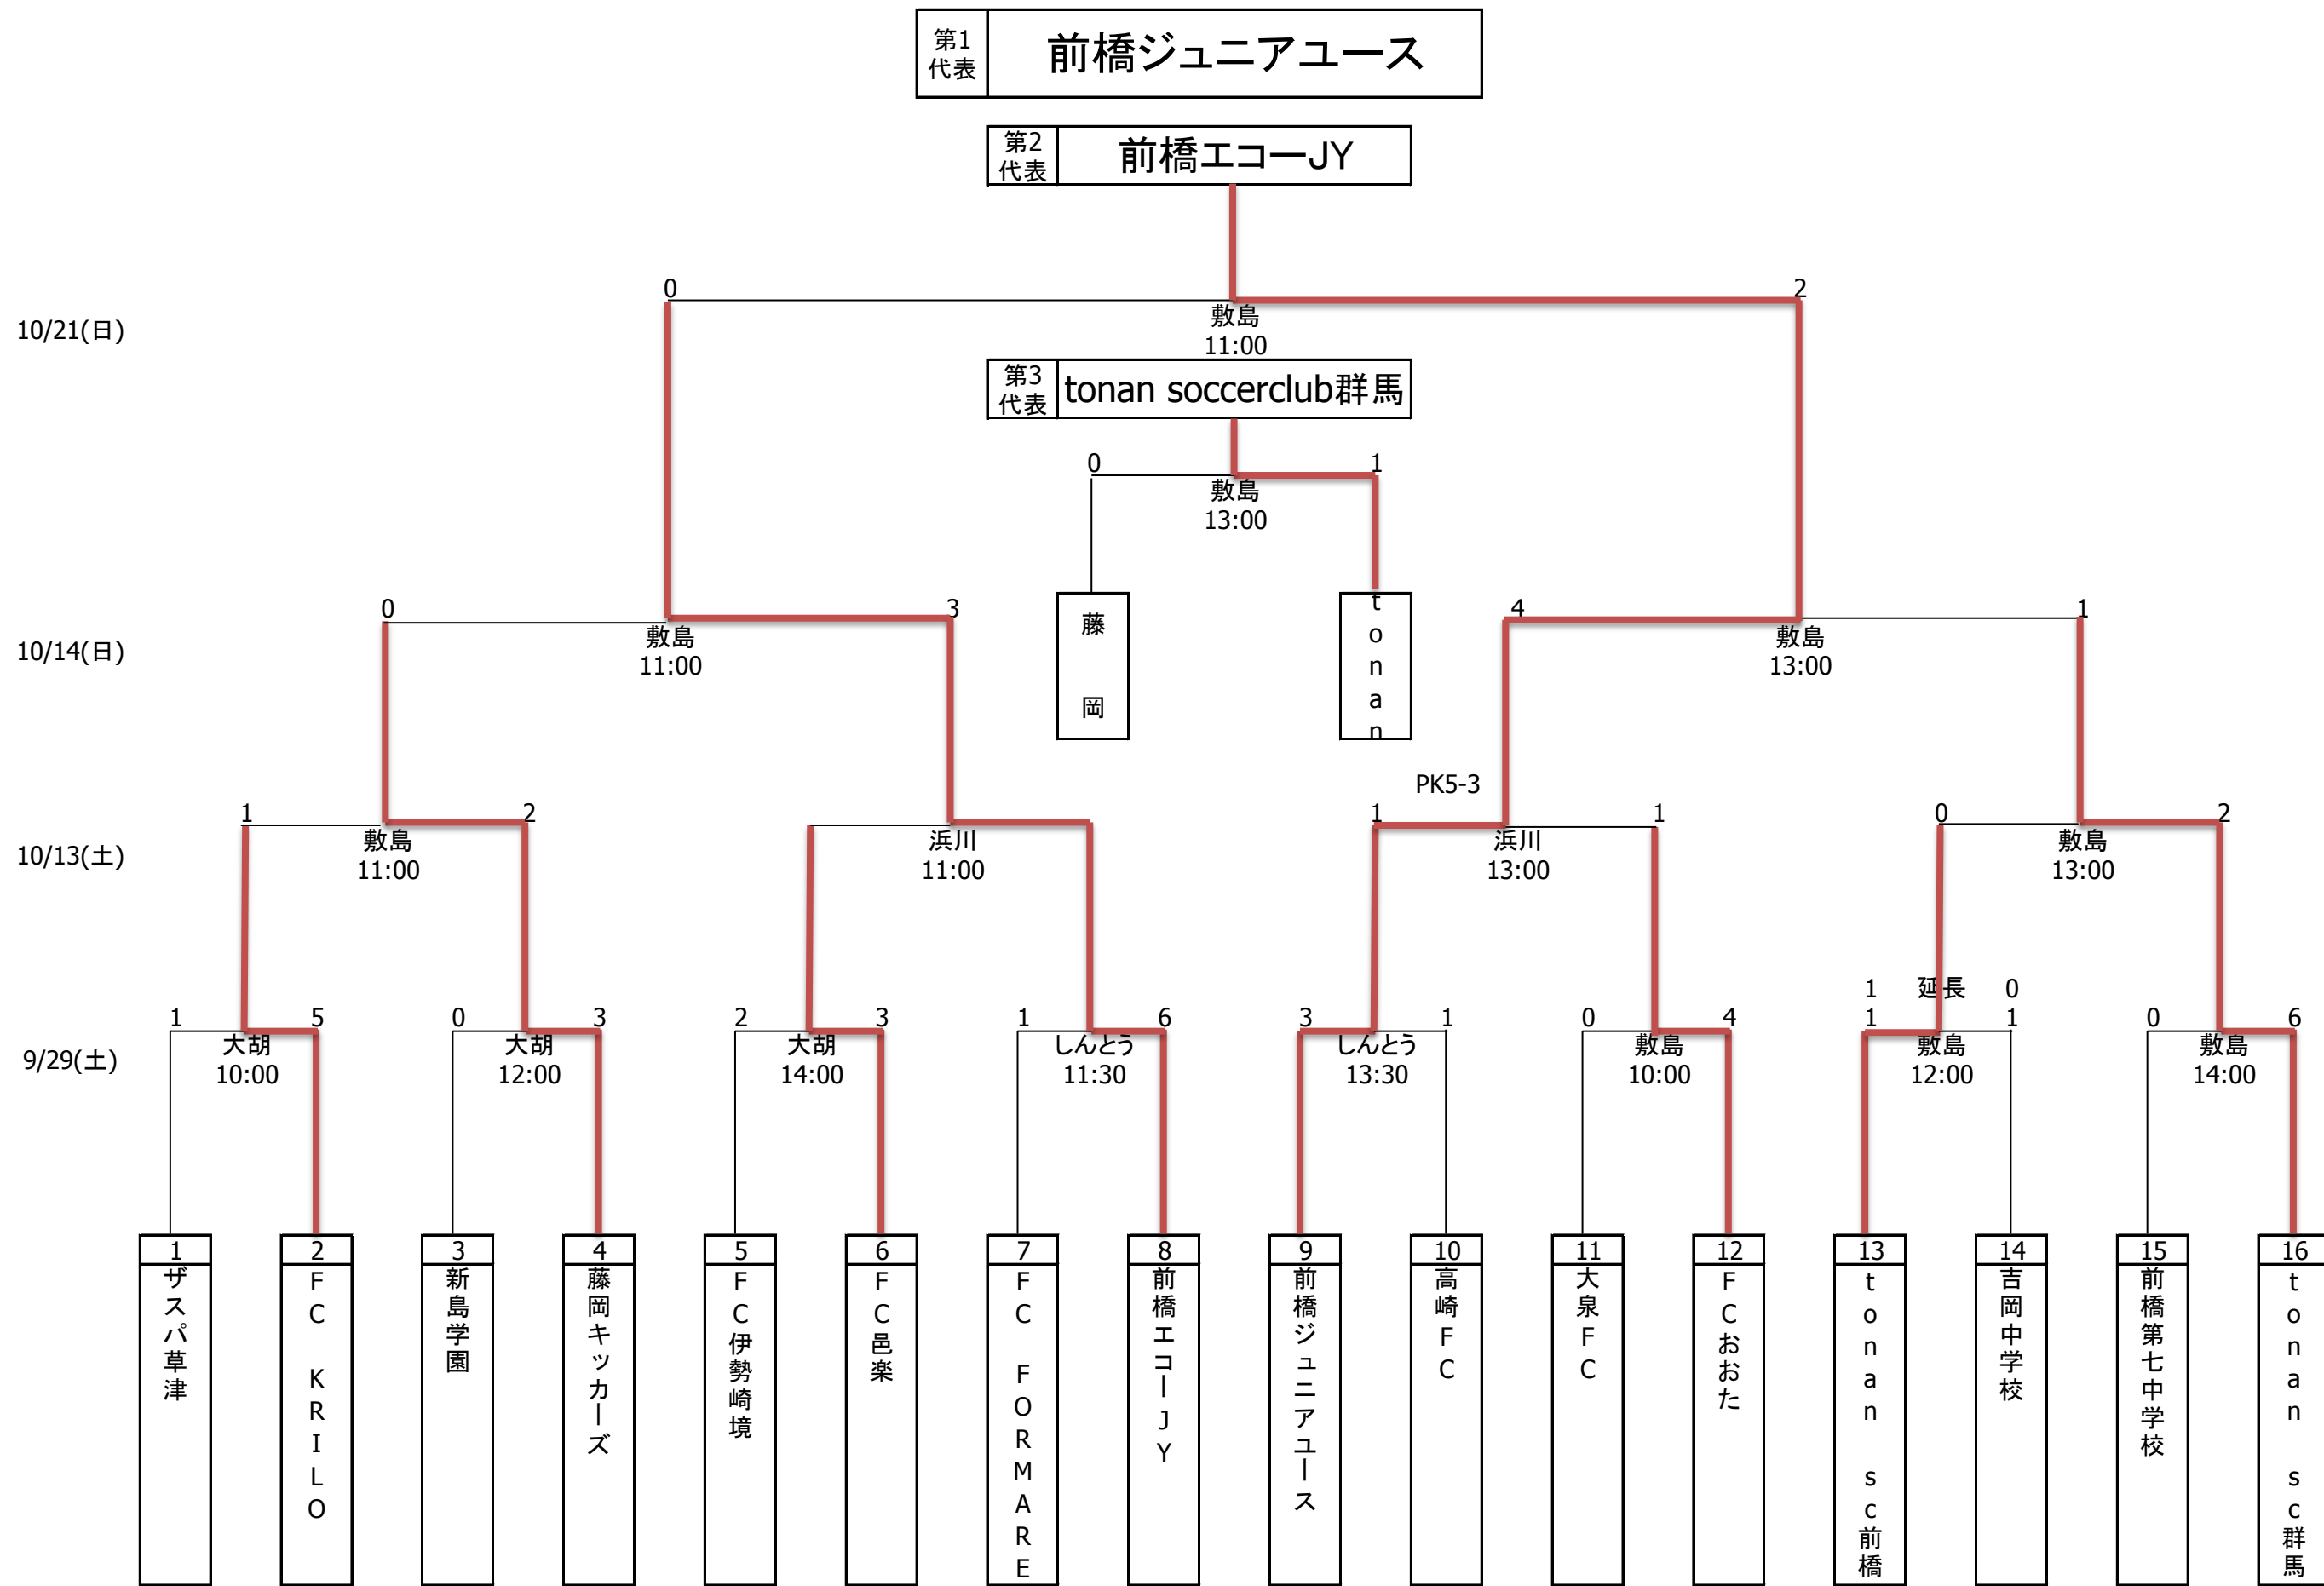 第1
代表
前橋ジュニアユース
第2
代表
前橋エコーJY
0
2
10/21(日)
敷島
11:00
第3
代表
tonan soccerclub群馬
0
1
敷島
13:00
藤岡
tonan
0
3
4
1
10/14(日)
敷島
11:00
敷島
13:00
PK5-3
1
2
1
1
0
2
10/13(土)
敷島
11:00
浜川
11:00
浜川
13:00
敷島
13:00
1 延長 0
1
5
0
3
2
3
1
6
3
1
0
4
1
1
0
6
9/29(土)
大胡
10:00
大胡
12:00
大胡
14:00
しんとう
11:30
しんとう
13:30
敷島
10:00
敷島
12:00
敷島
14:00
1
ザスパ草津
2
FC KRILO
3
新島学園
4
藤岡キッカーズ
5
FC伊勢崎境
6
FC邑楽
7
FC FORMARE
8
前橋エコーJY
9
前橋ジュニアユース
10
高崎FC
11
大泉FC
12
FCおおた
13
tonan sc前橋
14
吉岡中学校
15
前橋第七中学校
16
tonan sc群馬